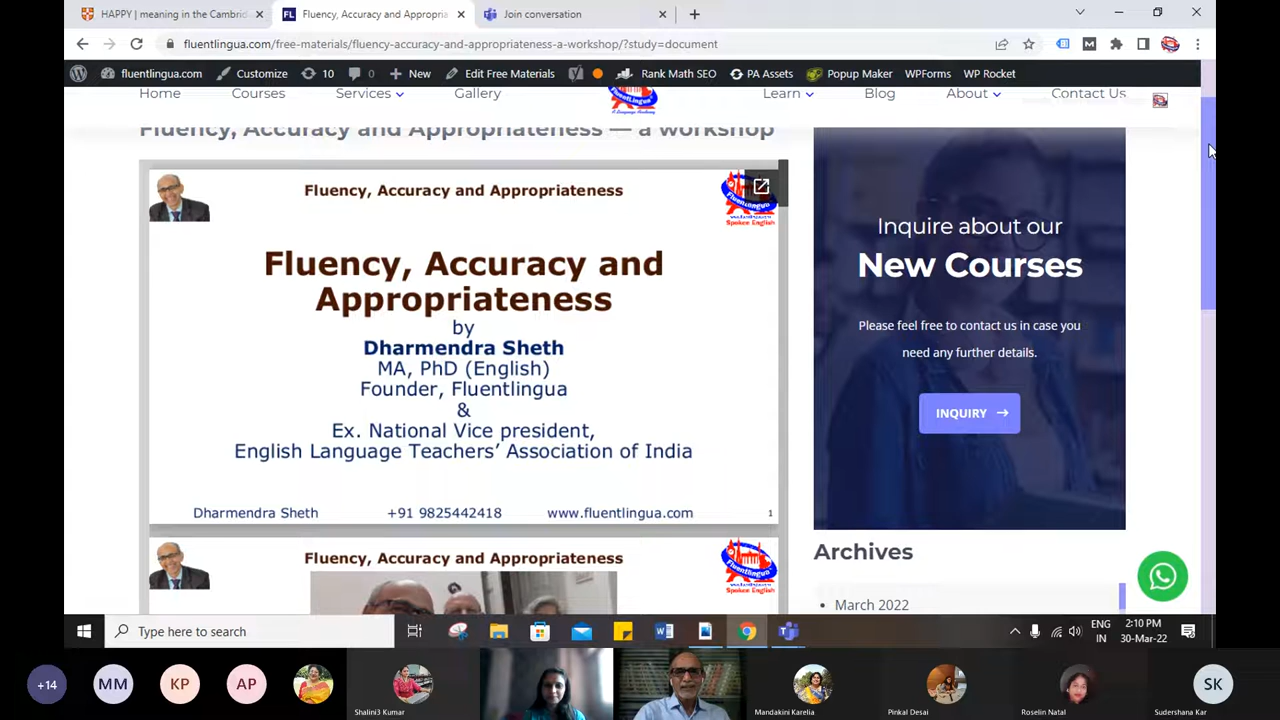 HAPPY | meaning in the Cambrid
Fluency, Accuracy and Appropria
Join conversation
fluentlingua.com/free-materials/fluency-accuracy-and-appropriateness-a-workshop/?study=document
fluentlingua.com Customize 10 0 New Edit Free Materials Rank Math SEO PA Assets Popup Maker WPForms WP Rocket
Home Courses Services Gallery Learn Blog About Contact Us
Fluency, Accuracy and Appropriateness — a workshop
Fluency, Accuracy and Appropriateness
Fluentlingua
Spoken English
Fluency, Accuracy and
Appropriateness
by
Dharmendra Sheth
MA, PhD (English)
Founder, Fluentlingua
&
Ex. National Vice president,
English Language Teachers’ Association of India
Dharmendra Sheth +91 9825442418 www.fluentlingua.com 1
Fluency, Accuracy and Appropriateness
Fluentlingua
Spoken English
Inquire about our
New Courses
Please feel free to contact us in case you
need any further details.
INQUIRY
Archives
March 2022
Type here to search
ENG
IN
2:10 PM
30-Mar-22
+14 MM KP AP SK
Shalini3 Kumar
Mandakini Karelia
Pinkal Desai
Roselin Natal
Sudershana Kar